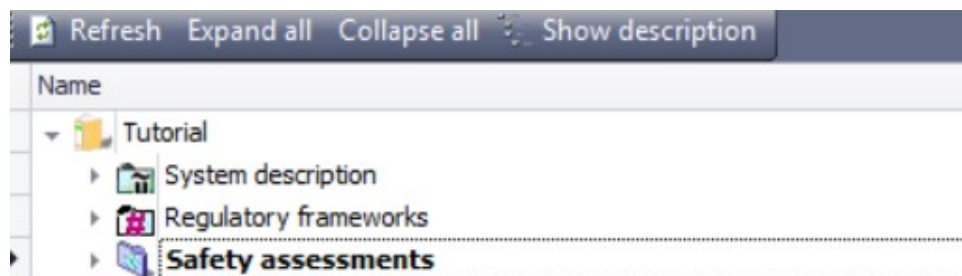 Refresh Expand all Collapse all Show description
Name
Tutorial
System description
Regulatory frameworks
Safety assessments